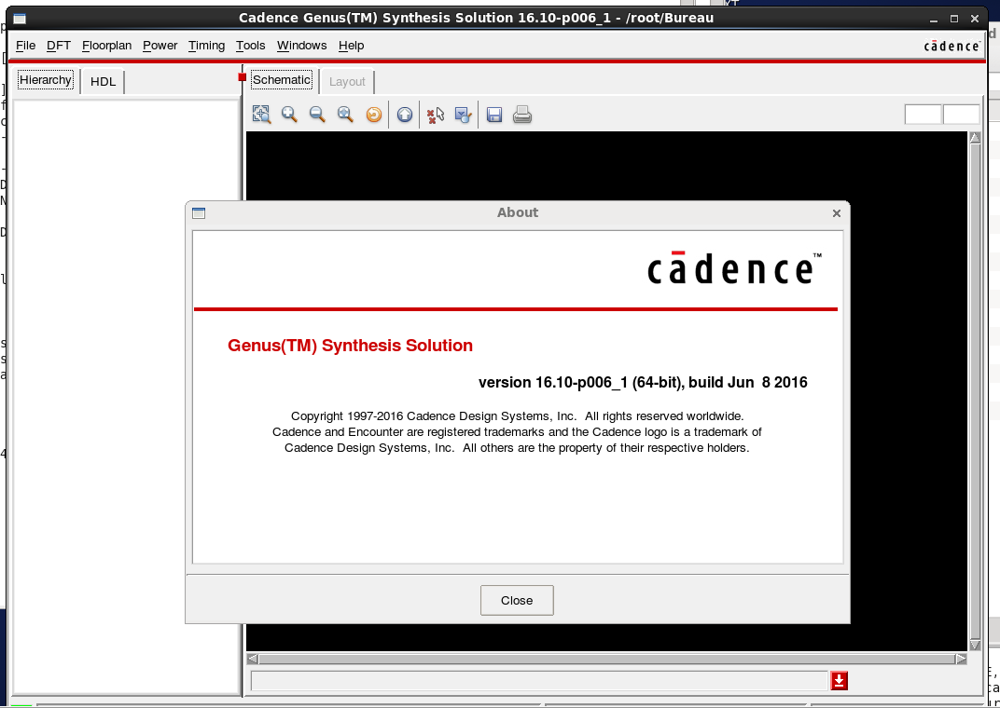 Cadence Genus(TM) Synthesis Solution 16.10-p006_1 - /root/Bureau
File DFT Floorplan Power Timing Tools Windows Help
cādence
Hierarchy HDL
Schematic Layout
About
cādence™
Genus(TM) Synthesis Solution
version 16.10-p006_1 (64-bit), build Jun  8 2016
Copyright 1997-2016 Cadence Design Systems, Inc.  All rights reserved worldwide.
Cadence and Encounter are registered trademarks and the Cadence logo is a trademark of
Cadence Design Systems, Inc.  All others are the property of their respective holders.
Close